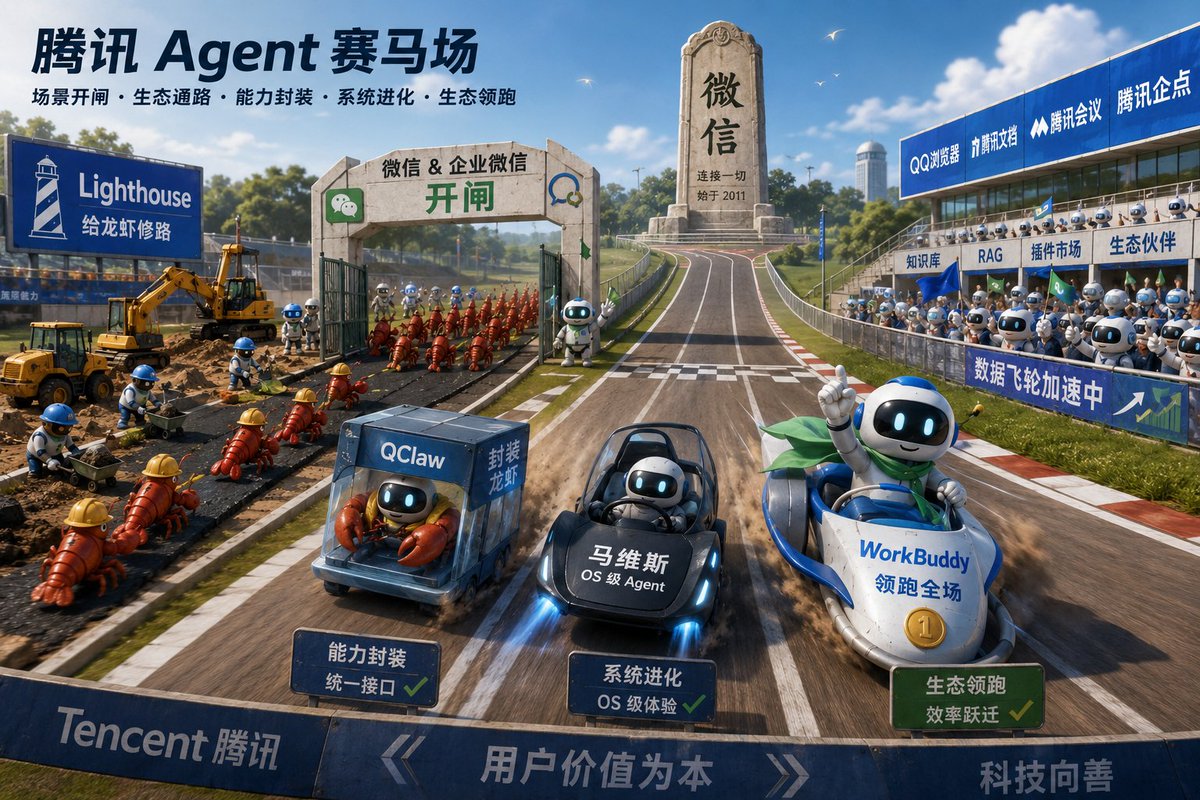 腾讯 Agent 赛马场
场景开闸 · 生态通路 · 能力封装 · 系统进化 · 生态领跑
Lighthouse
给龙虾修路
微信 & 企业微信
开闸
微信
连接一切
始于 2011
QQ浏览器
腾讯文档
腾讯会议
腾讯企点
知识库
RAG
插件市场
生态伙伴
数据飞轮加速中
QClaw
封装
龙虾
马维斯
OS 级 Agent
WorkBuddy
领跑全场
1
能力封装
统一接口
系统进化
OS 级体验
生态领跑
效率跃迁
Tencent 腾讯
用户价值为本
科技向善